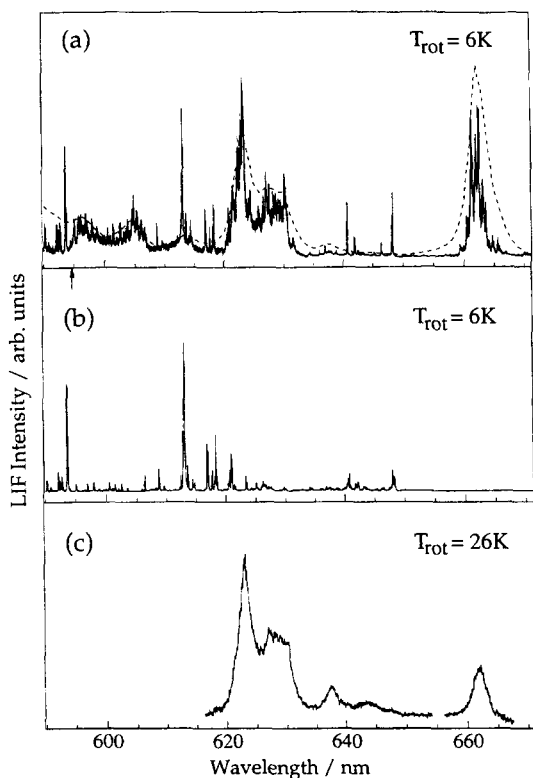 (a)
T_rot = 6K
(b)
T_rot = 6K
(c)
T_rot = 26K
LIF Intensity / arb. units
600 620 640 660
Wavelength / nm